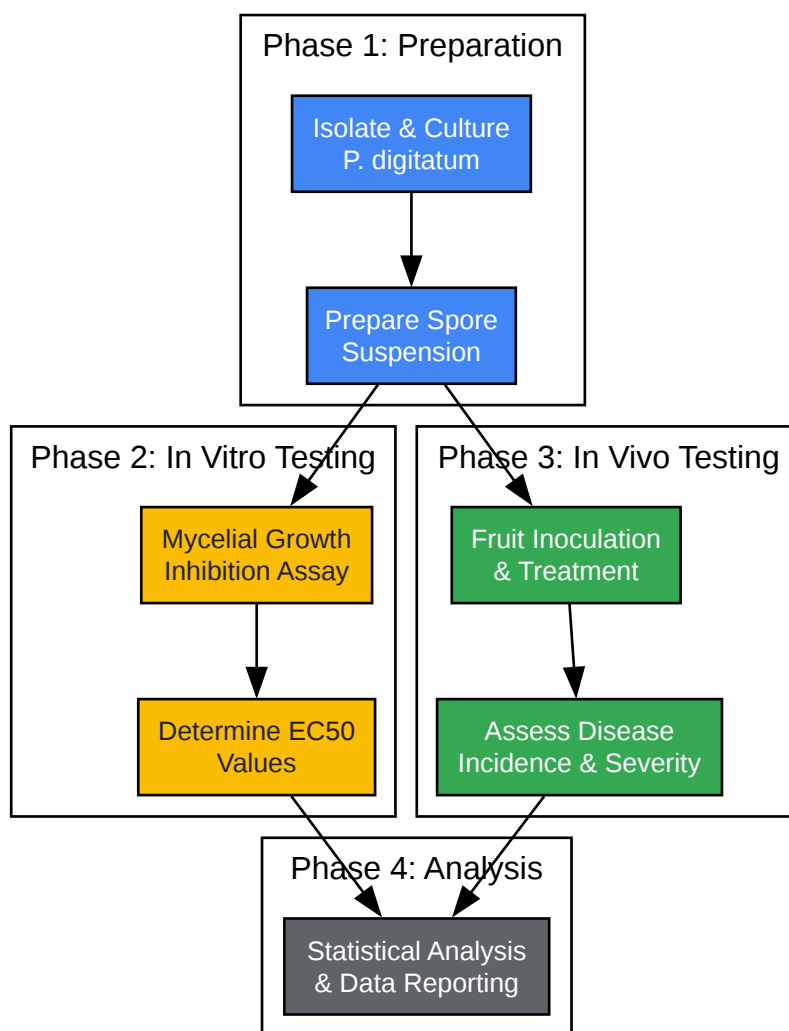 Phase 1: Preparation
Isolate & Culture
P. digitatum
Prepare Spore
Suspension
Phase 2: In Vitro Testing
Mycelial Growth
Inhibition Assay
Determine EC50
Values
Phase 3: In Vivo Testing
Fruit Inoculation
& Treatment
Assess Disease
Incidence & Severity
Phase 4: Analysis
Statistical Analysis
& Data Reporting